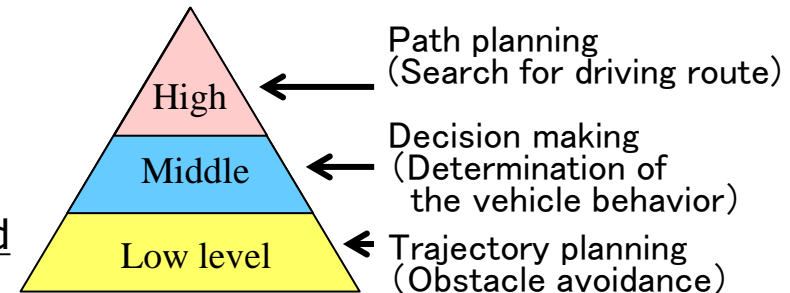 Path planning
(Search for driving route)
High
Decision making
(Determination of
the vehicle behavior)
Middle
d
Trajectory planning
(Obstacle avoidance)
Low level